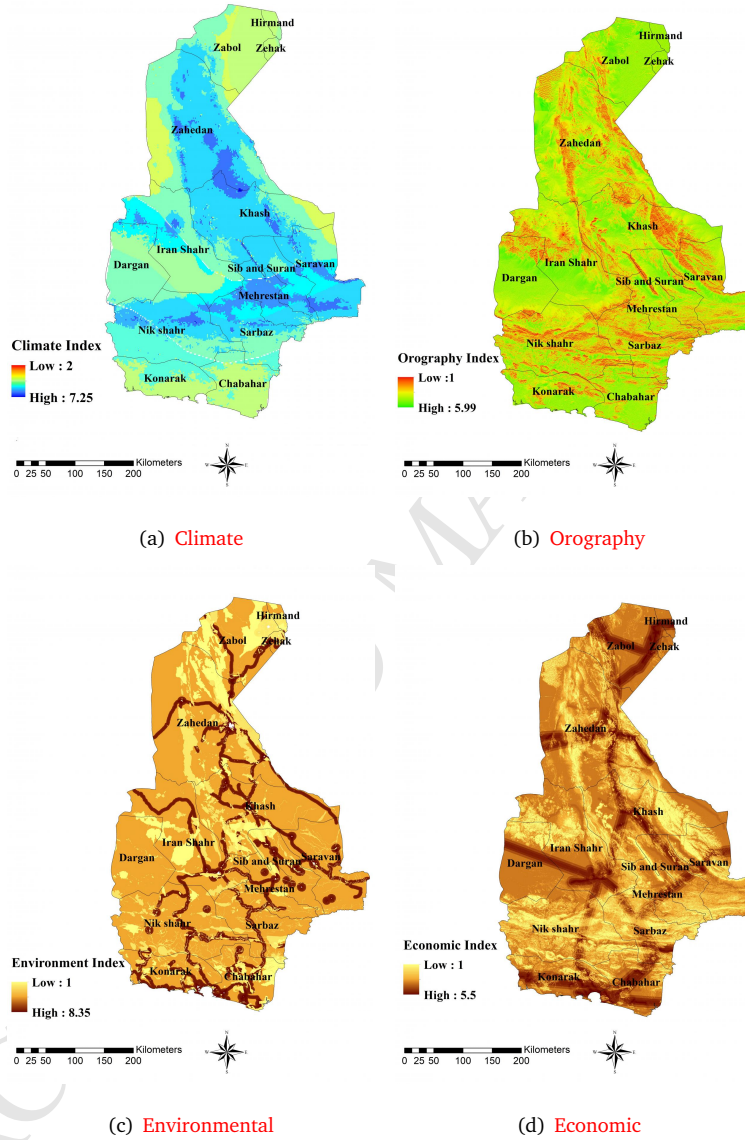 Hirmand
Zabol
Zehak
Zahedan
Khash
Iran Shahr
Dargan
Sib and Suran
Saravan
Mehrestan
Nik shahr
Sarbaz
Konarak
Chabahar
Climate Index
Low : 2
High : 7.25
0 25 50 100 150 200 Kilometers
N
W E
S
(a) Climate
Hirmand
Zabol
Zehak
Zahedan
Khash
Iran Shahr
Dargan
Sib and Suran
Saravan
Mehrestan
Nik shahr
Sarbaz
Konarak
Chabahar
Orography Index
Low :1
High : 5.99
0 25 50 100 150 200 Kilometers
N
W E
S
(b) Orography
Hirmand
Zabol
Zehak
Zahedan
Khash
Iran Shahr
Dargan
Sib and Suran
Saravan
Mehrestan
Nik shahr
Sarbaz
Konarak
Chabahar
Environment Index
Low : 1
High : 8.35
0 25 50 100 150 200 Kilometers
N
W E
S
(c) Environmental
Hirmand
Zabol
Zehak
Zahedan
Khash
Iran Shahr
Dargan
Sib and Suran
Saravan
Mehrestan
Nik shahr
Sarbaz
Konarak
Chabahar
Economic Index
Low : 1
High : 5.5
0 25 50 100 150 200 Kilometers
N
W E
S
(d) Economic